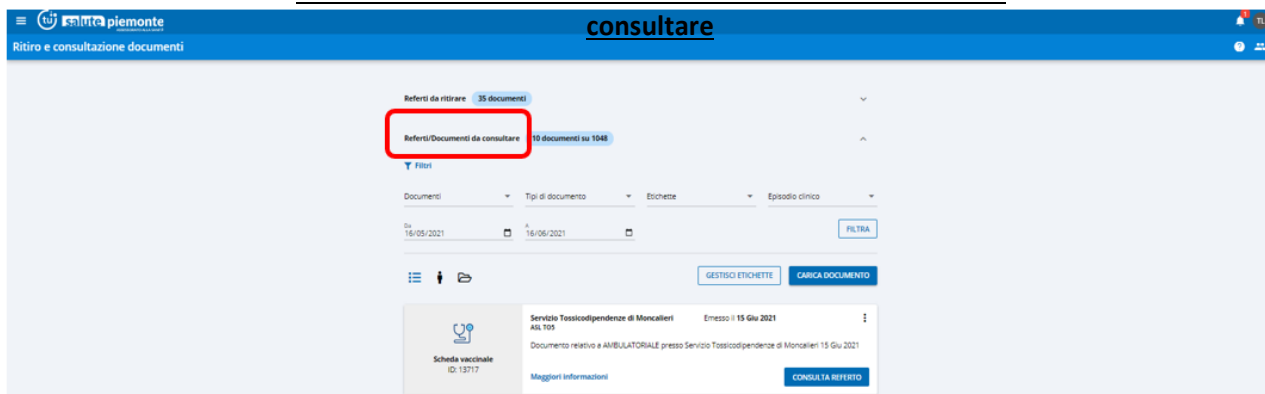 consultare
tu salute piemonte
1
TL
Ritiro e consultazione documenti
Referti da ritirare 35 documenti
Referti/Documenti da consultare 10 documenti su 1048
Filtri
Documenti Tipi di documento Etichette Episodio clinico
Da A
16/05/2021 16/06/2021 FILTRA
GESTISCI ETICHETTE CARICA DOCUMENTO
Servizio Tossicodipendenze di Moncalieri Emesso il 15 Giu 2021
ASL TO5
Documento relativo a AMBULATORIALE presso Servizio Tossicodipendenze di Moncalieri 15 Giu 2021
Scheda vaccinale
ID: 13717
Maggiori informazioni CONSULTA REFERTO